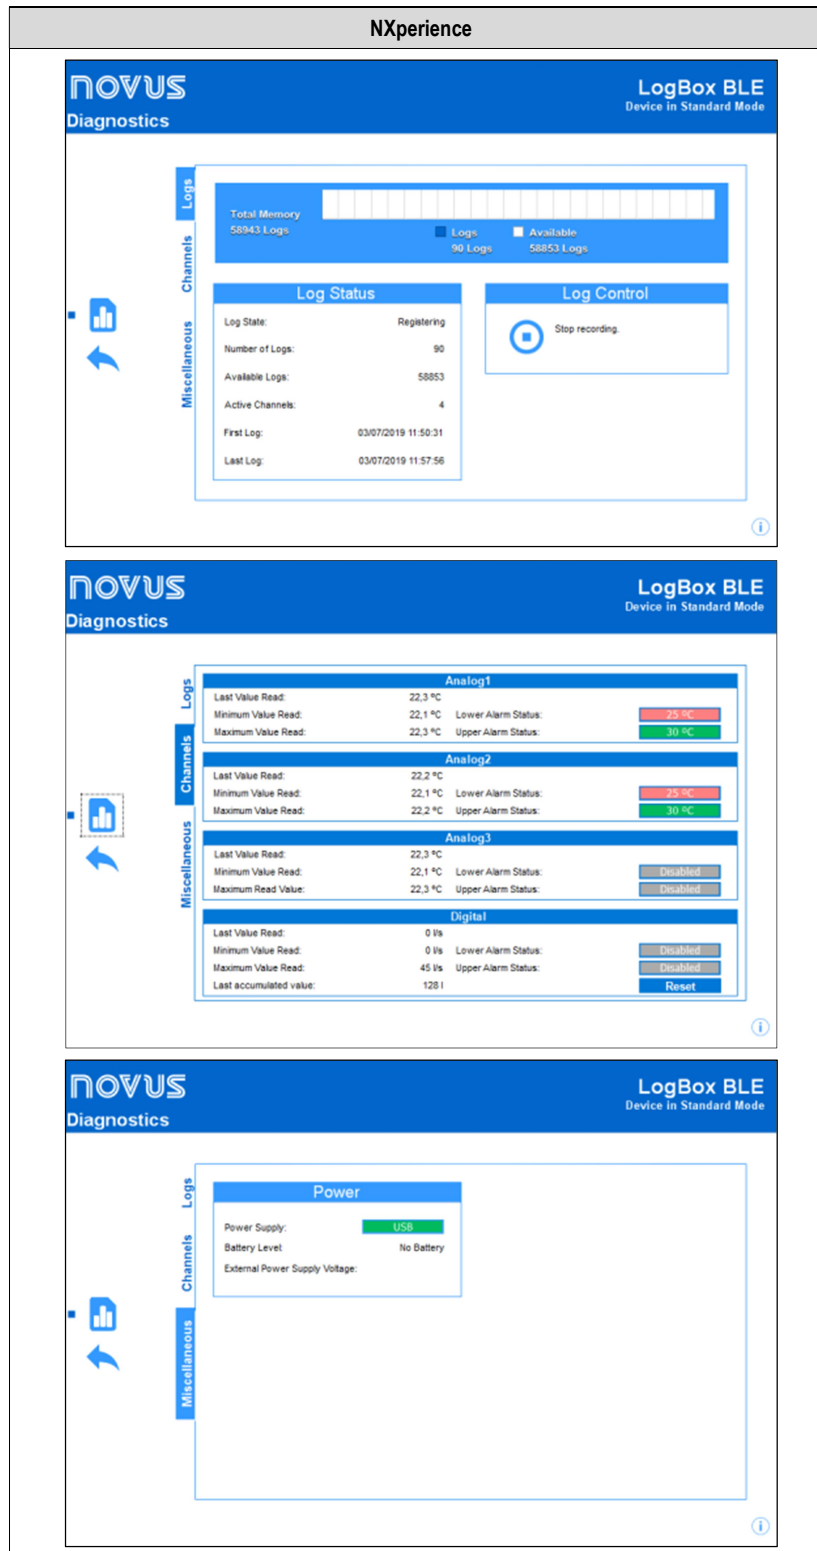 NXperience
NOVUS
LogBox BLE
Device in Standard Mode
Diagnostics
Logs
Channels
Miscellaneous
Total Memory
58943 Logs
Logs
90 Logs
Available
58853 Logs
Log Status
Log State: Registering
Number of Logs: 90
Available Logs: 58853
Active Channels: 4
First Log: 03/07/2019 11:50:31
Last Log: 03/07/2019 11:57:56
Log Control
Stop recording.
i
NOVUS
LogBox BLE
Device in Standard Mode
Diagnostics
Logs
Channels
Miscellaneous
Analog1
Last Value Read: 22,3 ºC
Minimum Value Read: 22,1 ºC Lower Alarm Status: 25 ºC
Maximum Value Read: 22,3 ºC Upper Alarm Status: 30 ºC
Analog2
Last Value Read: 22,2 ºC
Minimum Value Read: 22,1 ºC Lower Alarm Status: 25 ºC
Maximum Value Read: 22,2 ºC Upper Alarm Status: 30 ºC
Analog3
Last Value Read: 22,3 ºC
Minimum Value Read: 22,1 ºC Lower Alarm Status: Disabled
Maximum Read Value: 22,3 ºC Upper Alarm Status: Disabled
Digital
Last Value Read: 0 l/s
Minimum Value Read: 0 l/s Lower Alarm Status: Disabled
Maximum Value Read: 45 l/s Upper Alarm Status: Disabled
Last accumulated value: 128 l Reset
i
NOVUS
LogBox BLE
Device in Standard Mode
Diagnostics
Logs
Channels
Miscellaneous
Power
Power Supply: USB
Battery Level: No Battery
External Power Supply Voltage:
i